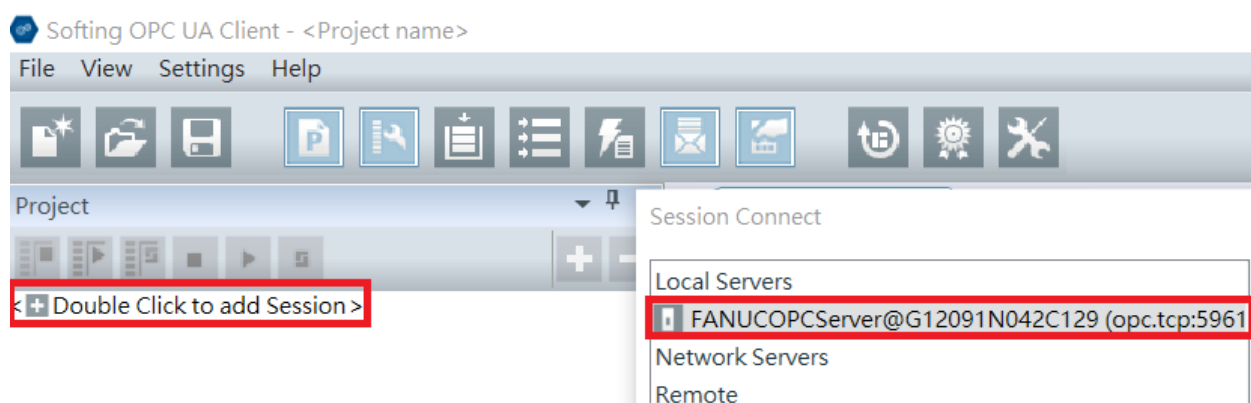 Softing OPC UA Client - <Project name>
File View Settings Help
Project
Session Connect
< Double Click to add Session >
Local Servers
FANUCOPCServer@G12091N042C129 (opc.tcp:5961
Network Servers
Remote